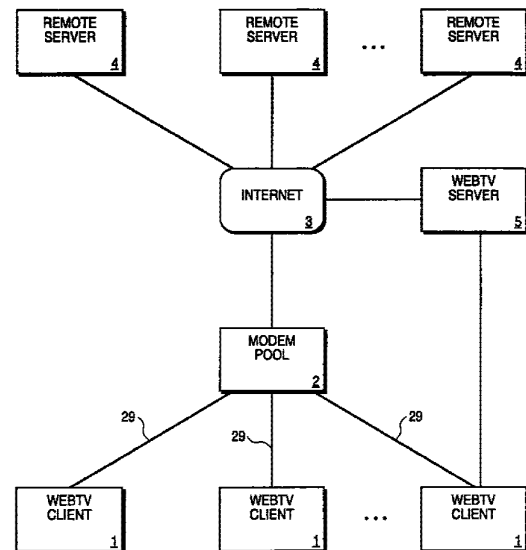 REMOTE SERVER 4
REMOTE SERVER 4
...
REMOTE SERVER 4
INTERNET 3
WEBTV SERVER 5
MODEM POOL 2
29
29
29
WEBTV CLIENT 1
WEBTV CLIENT 1
...
WEBTV CLIENT 1